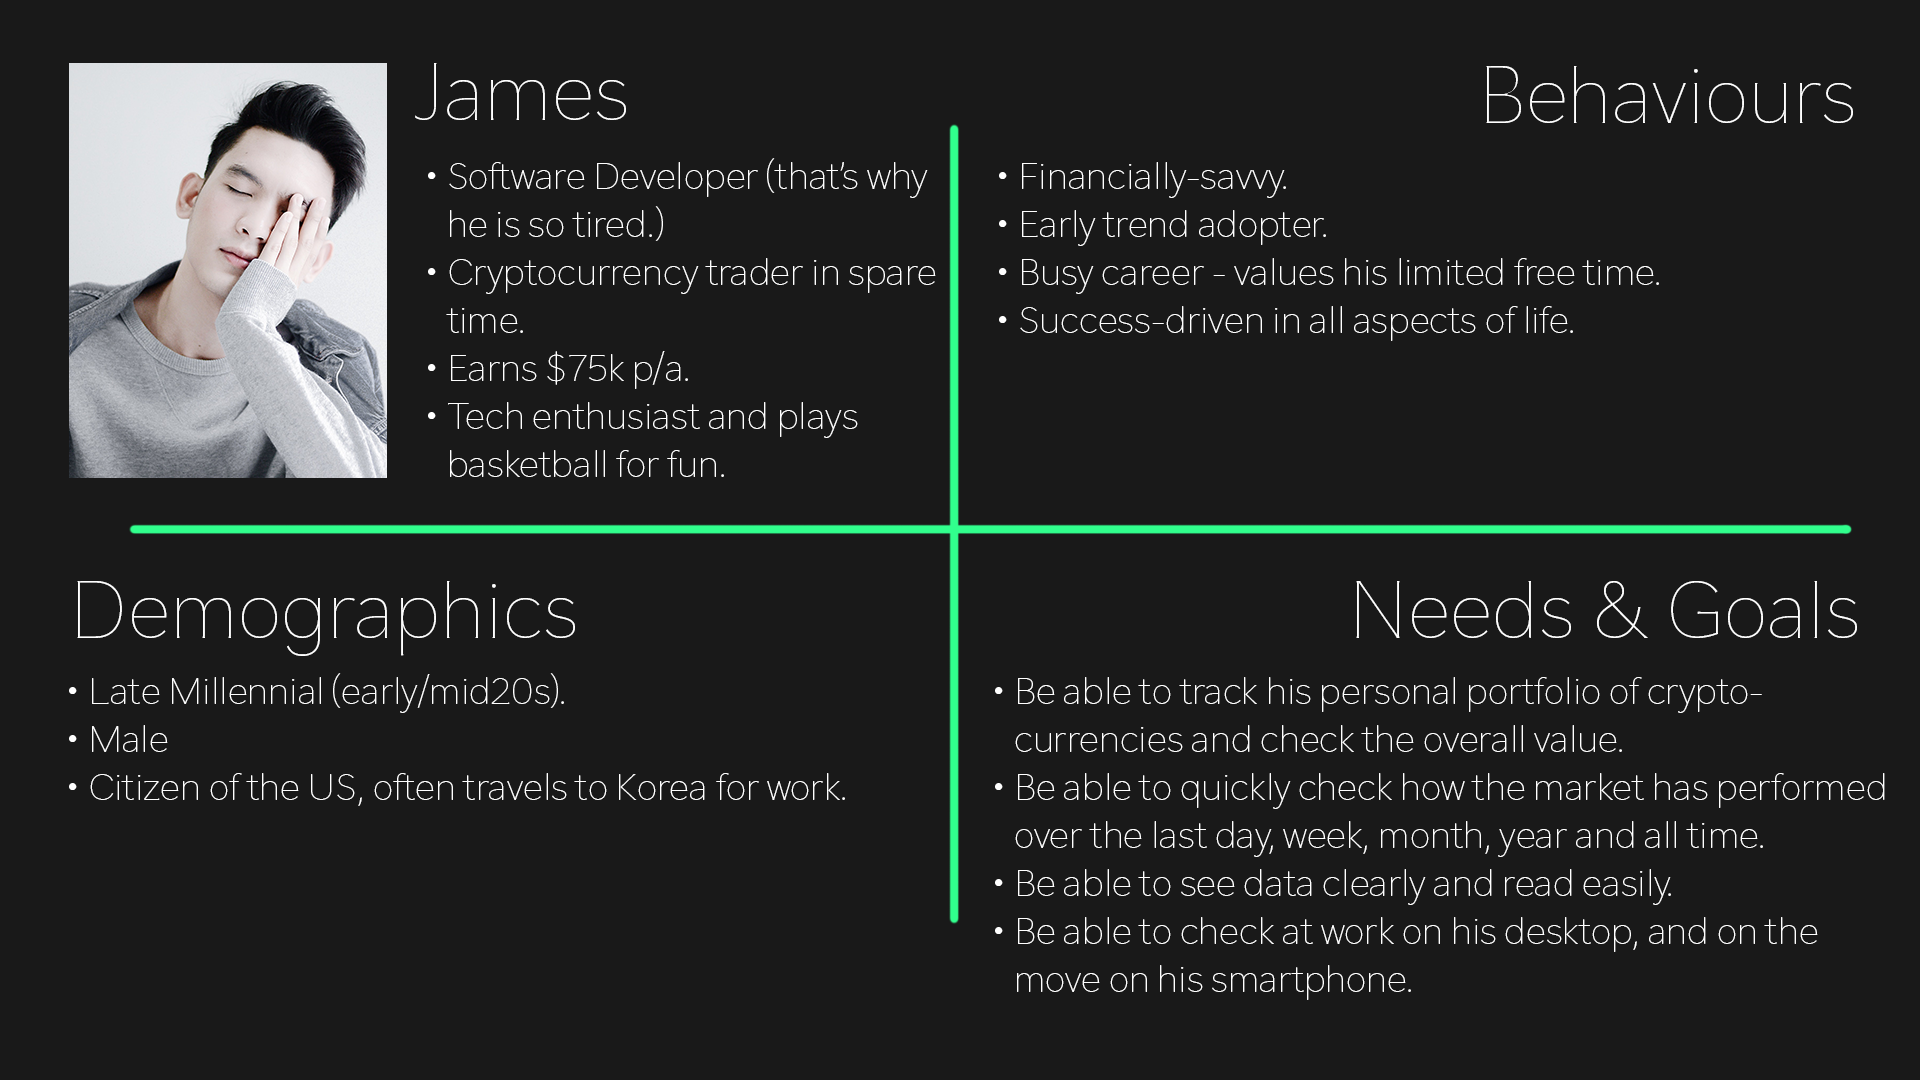 James
• Software Developer (that's why
he is so tired.)
• Cryptocurrency trader in spare
time.
• Earns $75k p/a.
• Tech enthusiast and plays
basketball for fun.
Behaviours
• Financially-savvy.
• Early trend adopter.
• Busy career - values his limited free time.
• Success-driven in all aspects of life.
Demographics
• Late Millennial (early/mid20s).
• Male
• Citizen of the US, often travels to Korea for work.
Needs & Goals
• Be able to track his personal portfolio of crypto-
currencies and check the overall value.
• Be able to quickly check how the market has performed
over the last day, week, month, year and all time.
• Be able to see data clearly and read easily.
• Be able to check at work on his desktop, and on the
move on his smartphone.